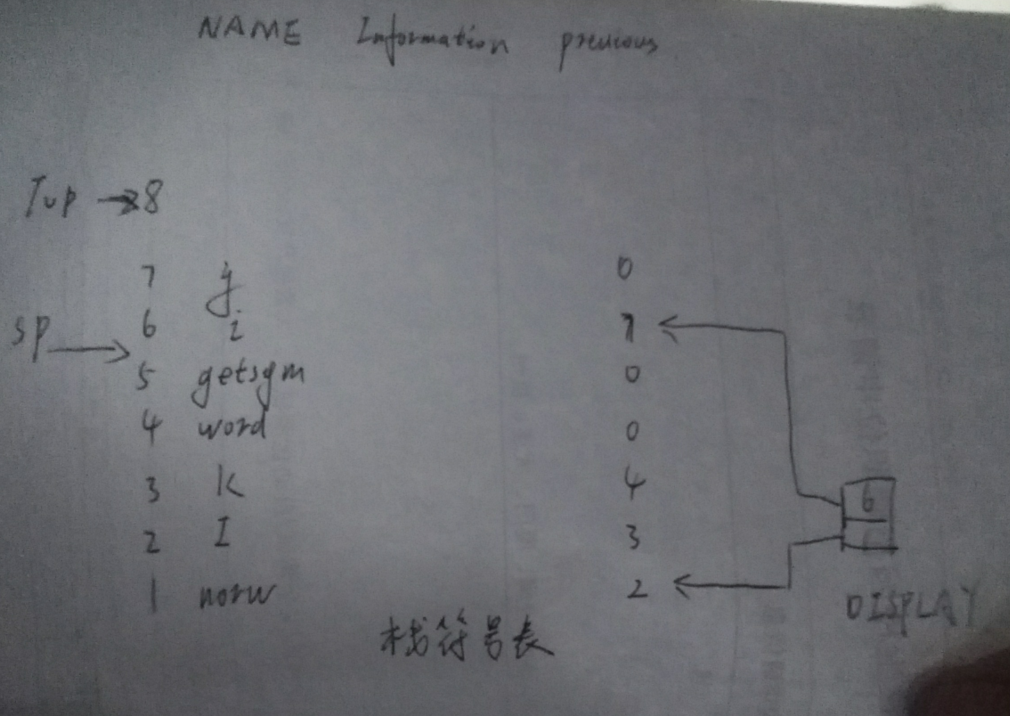 NAME Information previous
Top → 8
7 j 0
6 i 7
sp →
5 getsym 0
4 word 0
3 K 4
6
2 I 3
1 norw 2
DISPLAY
栈符号表